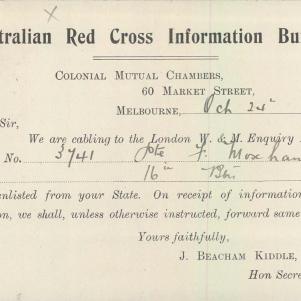 tralian Red Cross Information Bu
COLONIAL MUTUAL CHAMBERS,
60 MARKET STREET,
MELBOURNE, Oct 24th
Sir,
We are cabling to the London W. & M. Enquiry
No. 3741 Pte F. Moxham
16th Btn
enlisted from your State. On receipt of information
on, we shall, unless otherwise instructed, forward same
Yours faithfully,
J. BEACHAM KIDDLE,
Hon Secre